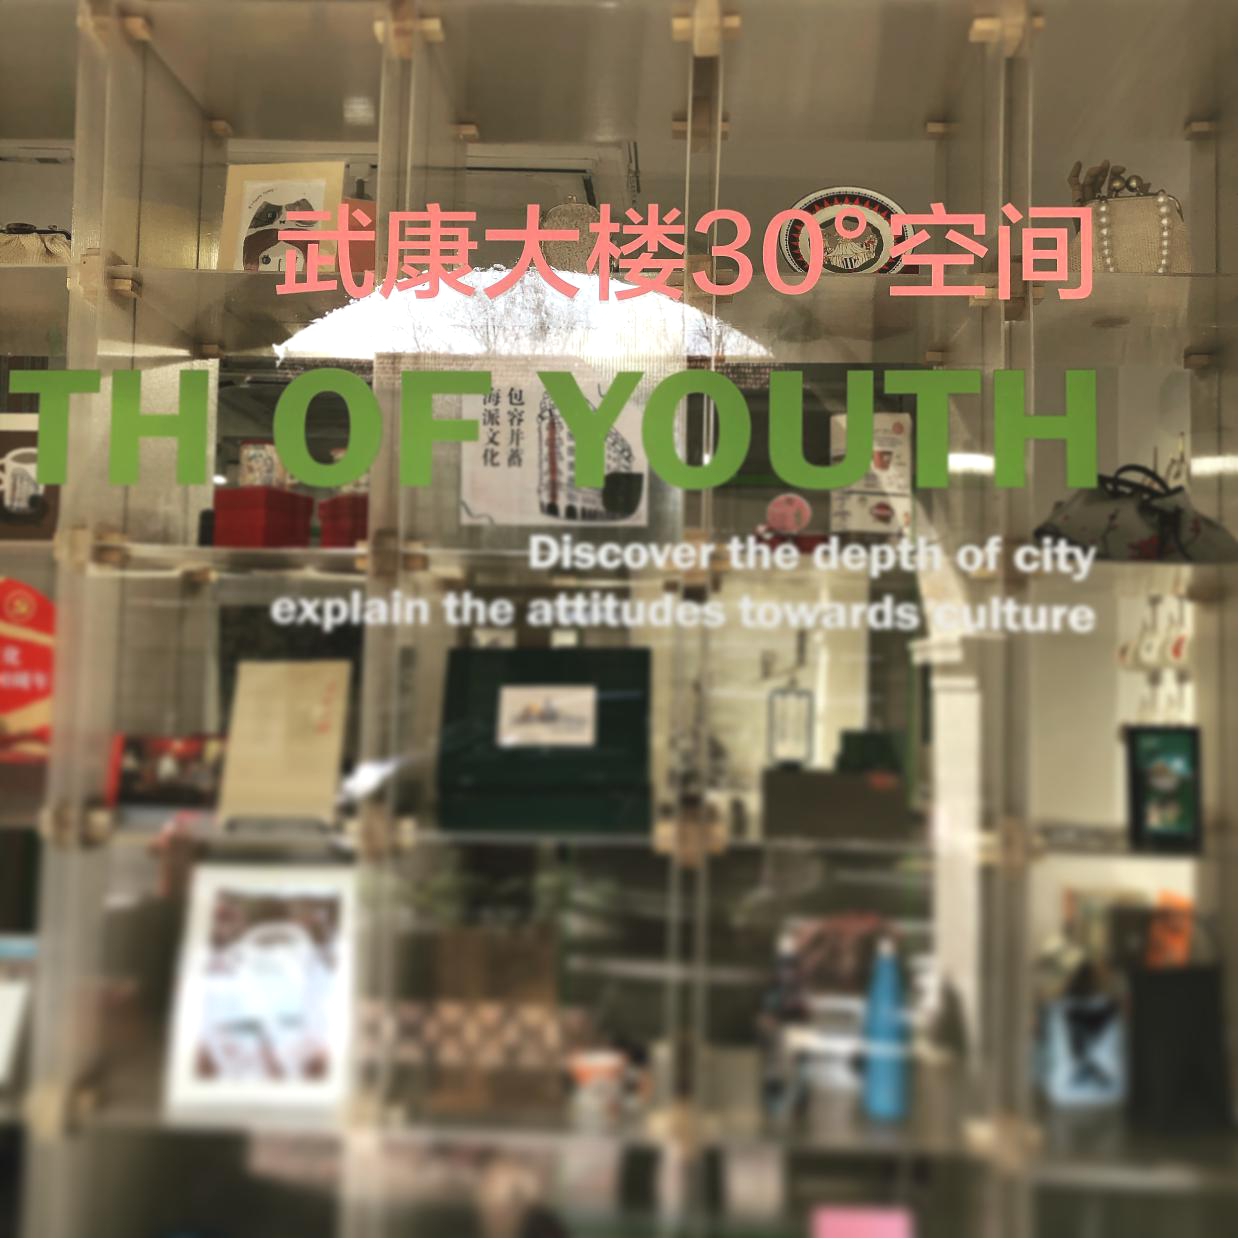 武康大楼30°空间
TH OF YOUTH
包容并蓄
海派文化
Discover the depth of city
explain the attitudes towards culture